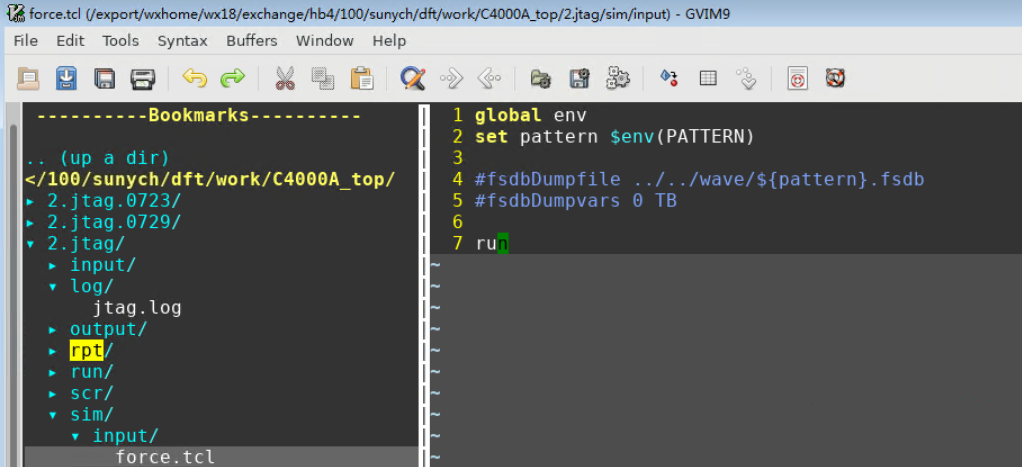 force.tcl (/export/wxhome/wx18/exchange/hb4/100/sunych/dft/work/C4000A_top/2.jtag/sim/input) - GVIM9
File Edit Tools Syntax Buffers Window Help
----------Bookmarks----------
.. (up a dir)
</100/sunych/dft/work/C4000A_top/
▸ 2.jtag.0723/
▸ 2.jtag.0729/
▾ 2.jtag/
▸ input/
▾ log/
jtag.log
▸ output/
▸ rpt/
▸ run/
▸ scr/
▾ sim/
▾ input/
force.tcl
1 global env
2 set pattern $env(PATTERN)
3
4 #fsdbDumpfile ../../wave/${pattern}.fsdb
5 #fsdbDumpvars 0 TB
6
7 run
~
~
~
~
~
~
~
~
~
~